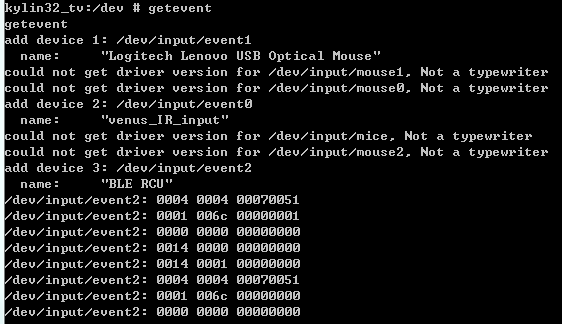 kylin32_tv:/dev # getevent
getevent
add device 1: /dev/input/event1
  name:     "Logitech Lenovo USB Optical Mouse"
could not get driver version for /dev/input/mouse1, Not a typewriter
could not get driver version for /dev/input/mouse0, Not a typewriter
add device 2: /dev/input/event0
  name:     "venus_IR_input"
could not get driver version for /dev/input/mice, Not a typewriter
could not get driver version for /dev/input/mouse2, Not a typewriter
add device 3: /dev/input/event2
  name:     "BLE RCU"
/dev/input/event2: 0004 0004 00070051
/dev/input/event2: 0001 006c 00000001
/dev/input/event2: 0000 0000 00000000
/dev/input/event2: 0014 0000 00000000
/dev/input/event2: 0014 0001 00000000
/dev/input/event2: 0004 0004 00070051
/dev/input/event2: 0001 006c 00000000
/dev/input/event2: 0000 0000 00000000